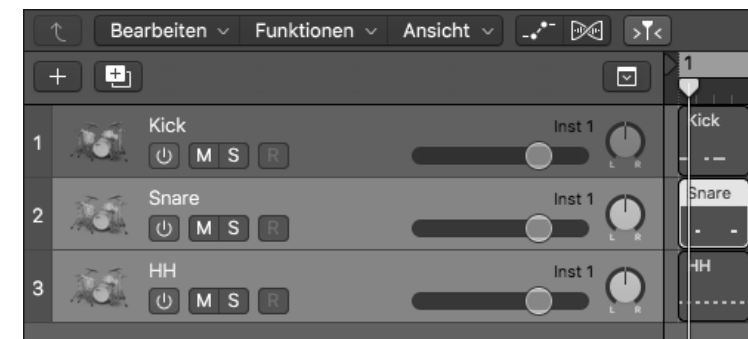 Bearbeiten Funktionen Ansicht
1
1 Kick Inst 1 Kick
M S R L R
2 Snare Inst 1 Snare
M S R L R
3 HH Inst 1 HH
M S R L R